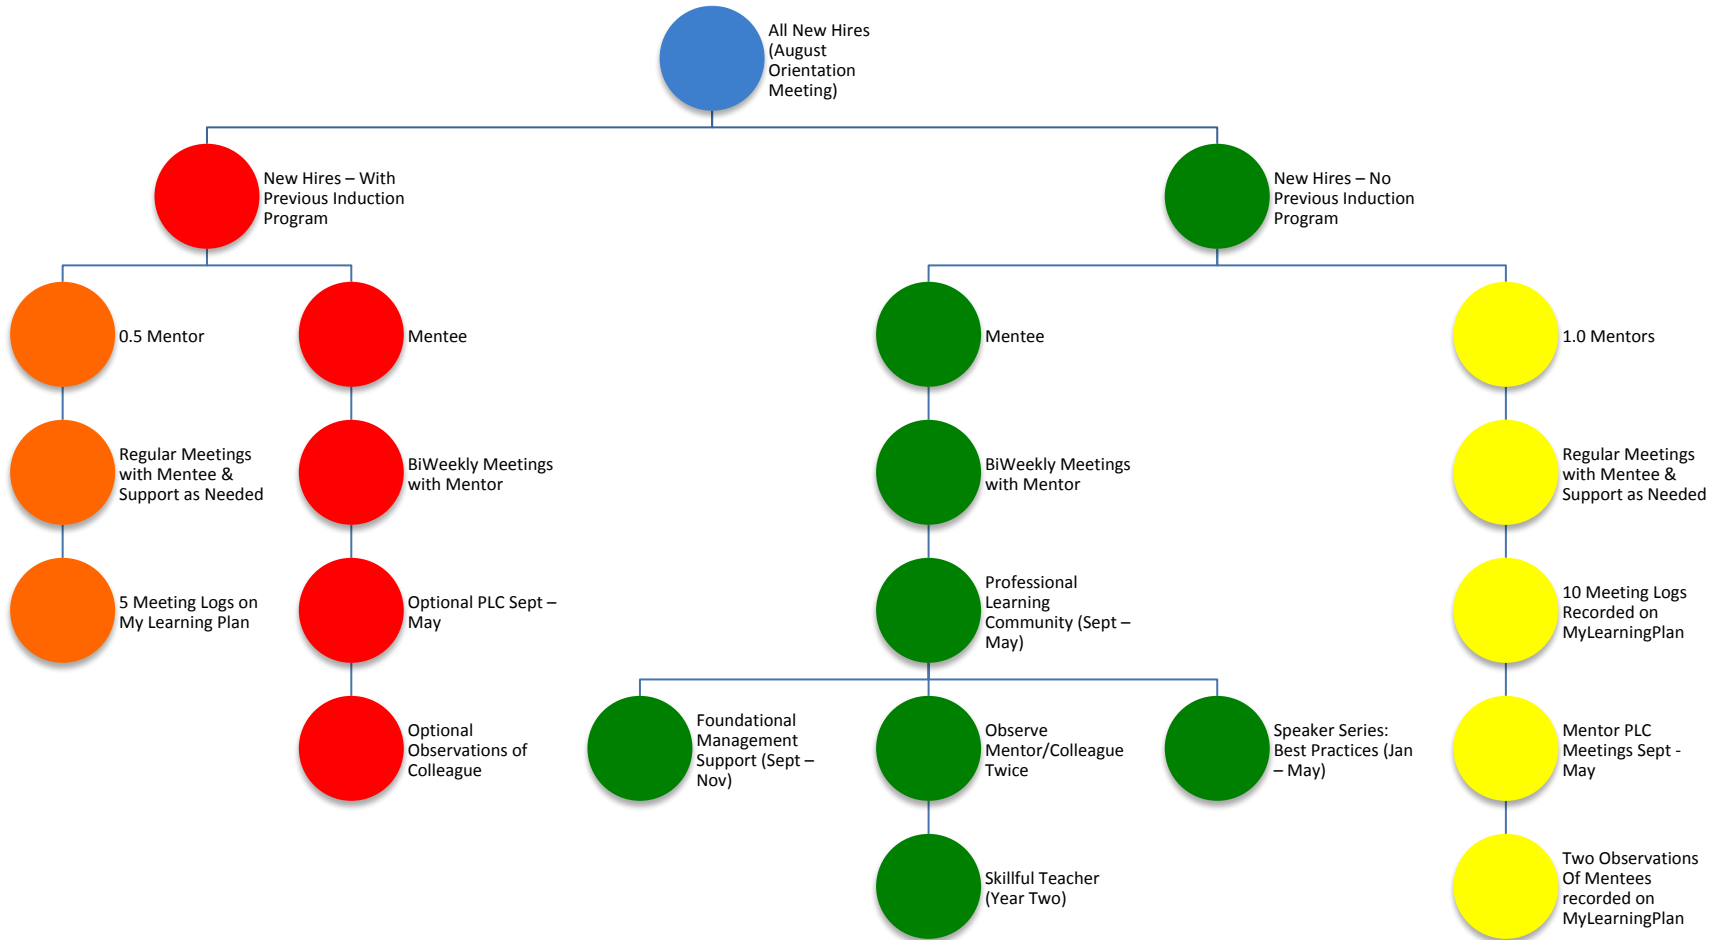 All New Hires
(August
Orientation
Meeting)
New Hires – With
Previous Induction
Program
New Hires – No
Previous Induction
Program
0.5 Mentor
Mentee
Mentee
1.0 Mentors
Regular Meetings
with Mentee &
Support as Needed
BiWeekly Meetings
with Mentor
BiWeekly Meetings
with Mentor
Regular Meetings
with Mentee &
Support as Needed
5 Meeting Logs on
My Learning Plan
Optional PLC Sept –
May
Professional
Learning
Community (Sept –
May)
10 Meeting Logs
Recorded on
MyLearningPlan
Optional
Observations of
Colleague
Foundational
Management
Support (Sept –
Nov)
Observe
Mentor/Colleague
Twice
Speaker Series:
Best Practices (Jan
– May)
Mentor PLC
Meetings Sept -
May
Skillful Teacher
(Year Two)
Two Observations
Of Mentees
recorded on
MyLearningPlan